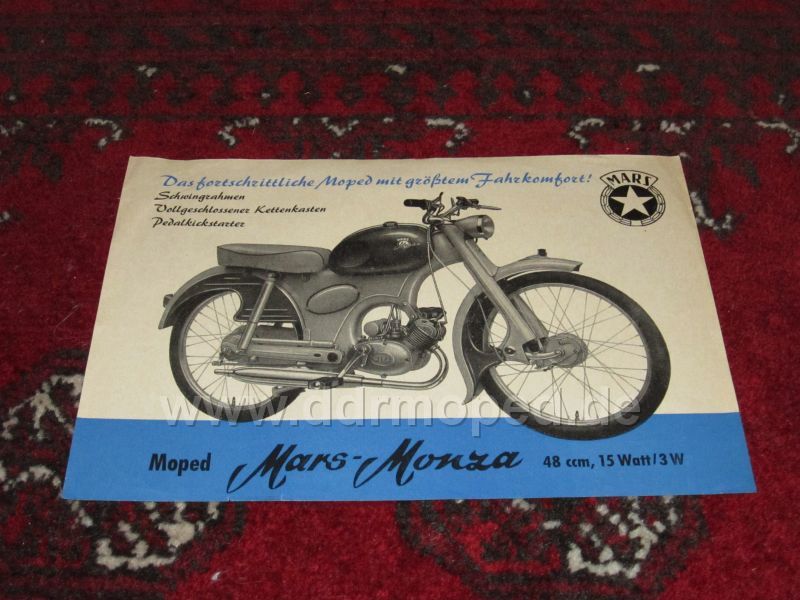 Das fortschrittliche Moped mit größtem Fahrkomfort!
MARS
Schwingrahmen
Vollgeschlossener Kettenkasten
Pedalkickstarter
www.ddrmoped.de
Moped Mars-Monza 48 ccm, 15 Watt/3 W